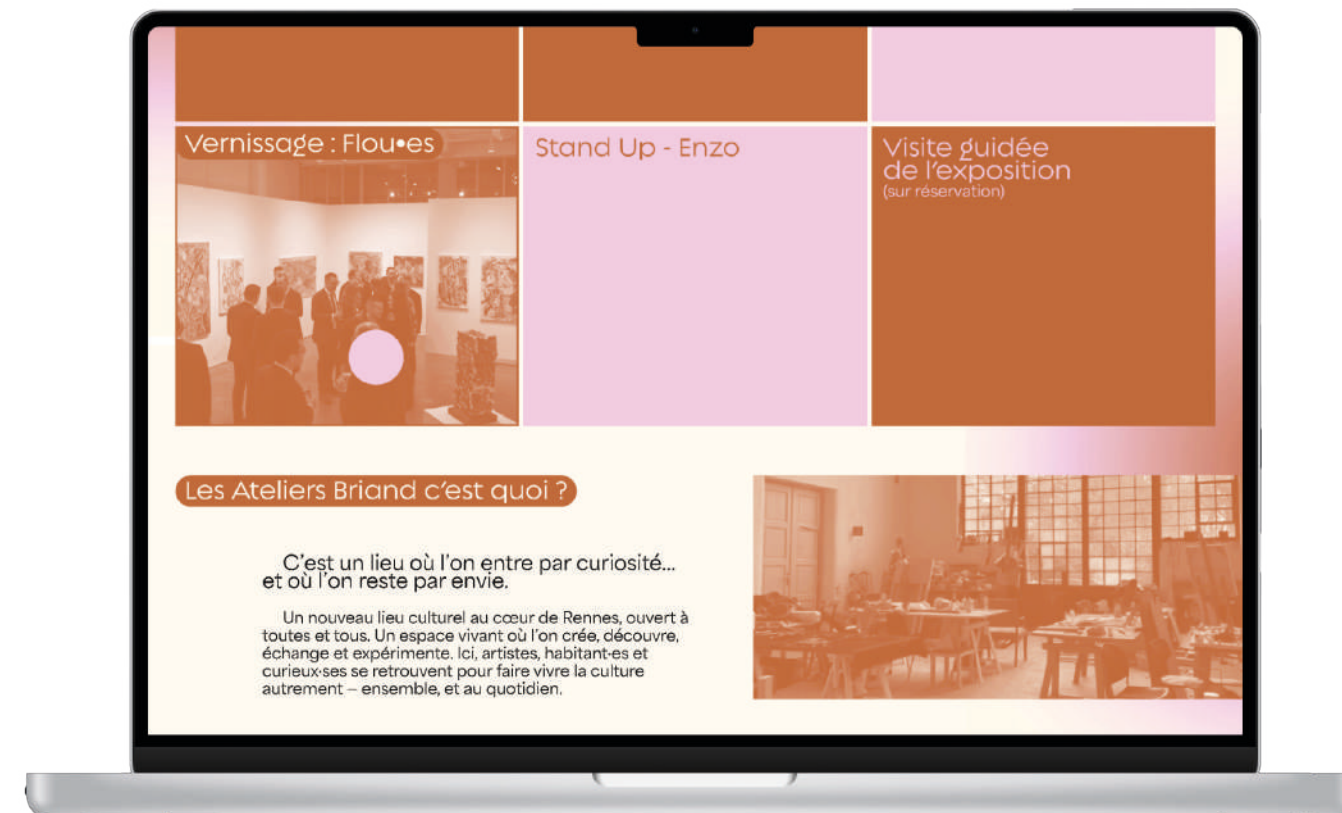 Vernissage : Flou•es
Stand Up - Enzo
Visite guidée
de l'exposition
(sur réservation)
Les Ateliers Briand c'est quoi ?
C'est un lieu où l'on entre par curiosité...
et où l'on reste par envie.
Un nouveau lieu culturel au cœur de Rennes, ouvert à
toutes et tous. Un espace vivant où l'on crée, découvre,
échange et expérimente. Ici, artistes, habitant·es et
curieux·ses se retrouvent pour faire vivre la culture
autrement – ensemble, et au quotidien.